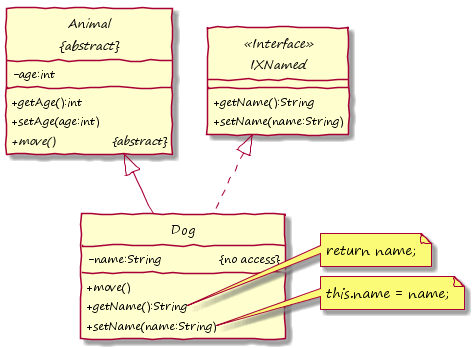 Animal
{abstract}
-age:int
+getAge():int
+setAge(age:int)
+move() {abstract}
«Interface»
IXNamed
+getName():String
+setName(name:String)
Dog
-name:String {no access}
+move()
+getName():String
+setName(name:String)
return name;
this.name = name;